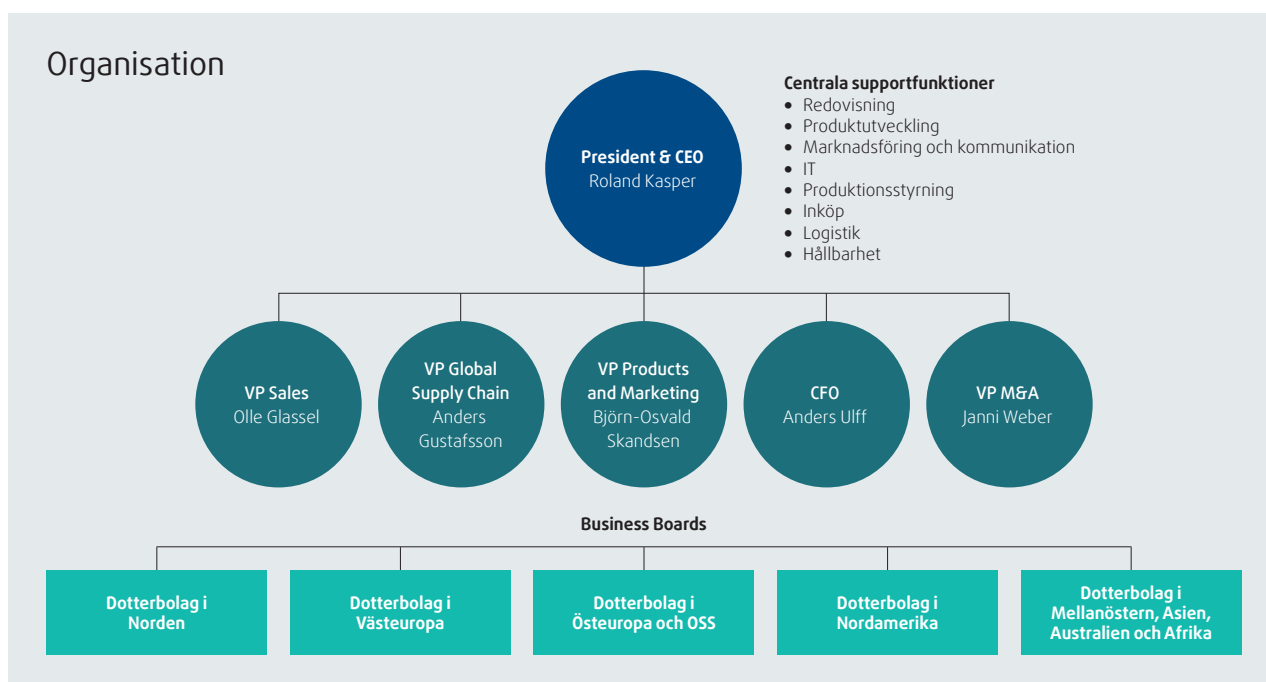 Organisation
President & CEO
Roland Kasper
Centrala supportfunktioner
• Redovisning
• Produktutveckling
• Marknadsföring och kommunikation
• IT
• Produktionsstyrning
• Inköp
• Logistik
• Hållbarhet
VP Sales
Olle Glassel
VP Global
Supply Chain
Anders
Gustafsson
VP Products
and Marketing
Björn-Osvald
Skandsen
CFO
Anders Ulff
VP M&A
Janni Weber
Business Boards
Dotterbolag i
Norden
Dotterbolag i
Västeuropa
Dotterbolag i
Östeuropa och OSS
Dotterbolag i
Nordamerika
Dotterbolag i
Mellanöstern, Asien,
Australien och Afrika